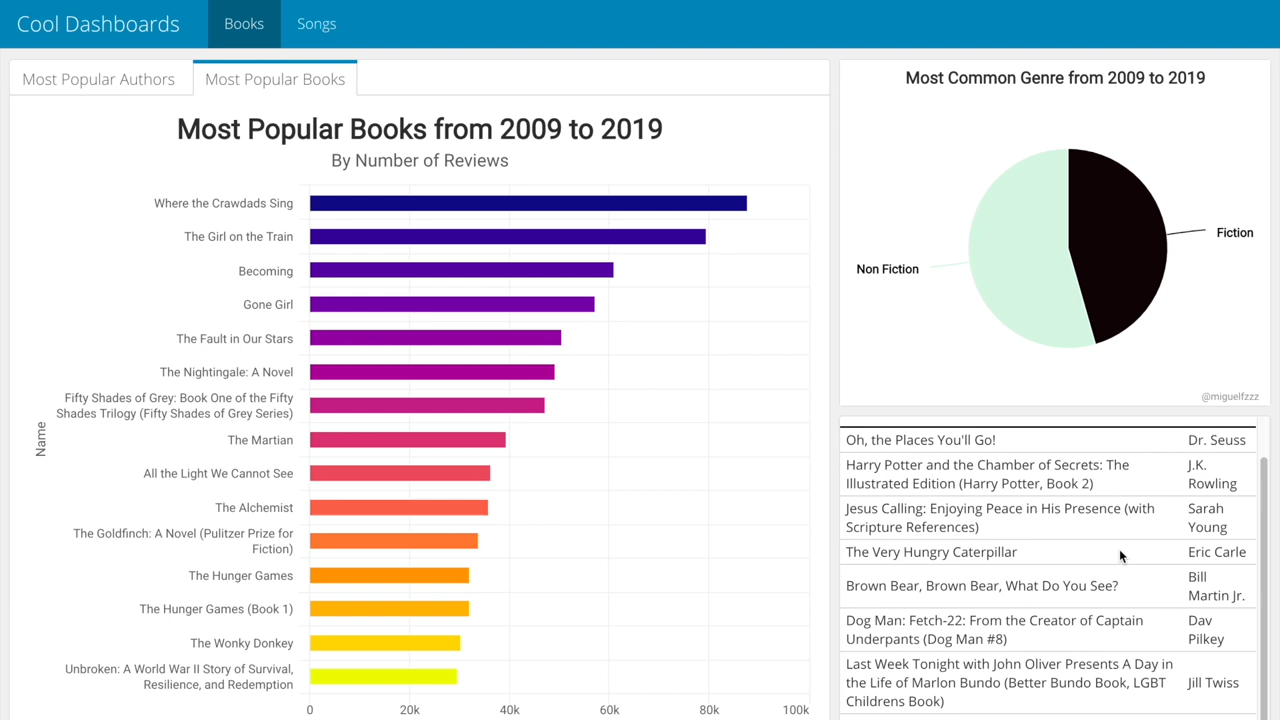 Cool Dashboards
Books
Songs
Most Popular Authors
Most Popular Books
Most Popular Books from 2009 to 2019
By Number of Reviews
Name
Where the Crawdads Sing
The Girl on the Train
Becoming
Gone Girl
The Fault in Our Stars
The Nightingale: A Novel
Fifty Shades of Grey: Book One of the Fifty
Shades Trilogy (Fifty Shades of Grey Series)
The Martian
All the Light We Cannot See
The Alchemist
The Goldfinch: A Novel (Pulitzer Prize for
Fiction)
The Hunger Games
The Hunger Games (Book 1)
The Wonky Donkey
Unbroken: A World War II Story of Survival,
Resilience, and Redemption
0
20k
40k
60k
80k
100k
Most Common Genre from 2009 to 2019
Fiction
Non Fiction
@miguelfzzz
Oh, the Places You'll Go!
Dr. Seuss
Harry Potter and the Chamber of Secrets: The
Illustrated Edition (Harry Potter, Book 2)
J.K.
Rowling
Jesus Calling: Enjoying Peace in His Presence (with
Scripture References)
Sarah
Young
The Very Hungry Caterpillar
Eric Carle
Brown Bear, Brown Bear, What Do You See?
Bill
Martin Jr.
Dog Man: Fetch-22: From the Creator of Captain
Underpants (Dog Man #8)
Dav
Pilkey
Last Week Tonight with John Oliver Presents A Day in
the Life of Marlon Bundo (Better Bundo Book, LGBT
Childrens Book)
Jill Twiss